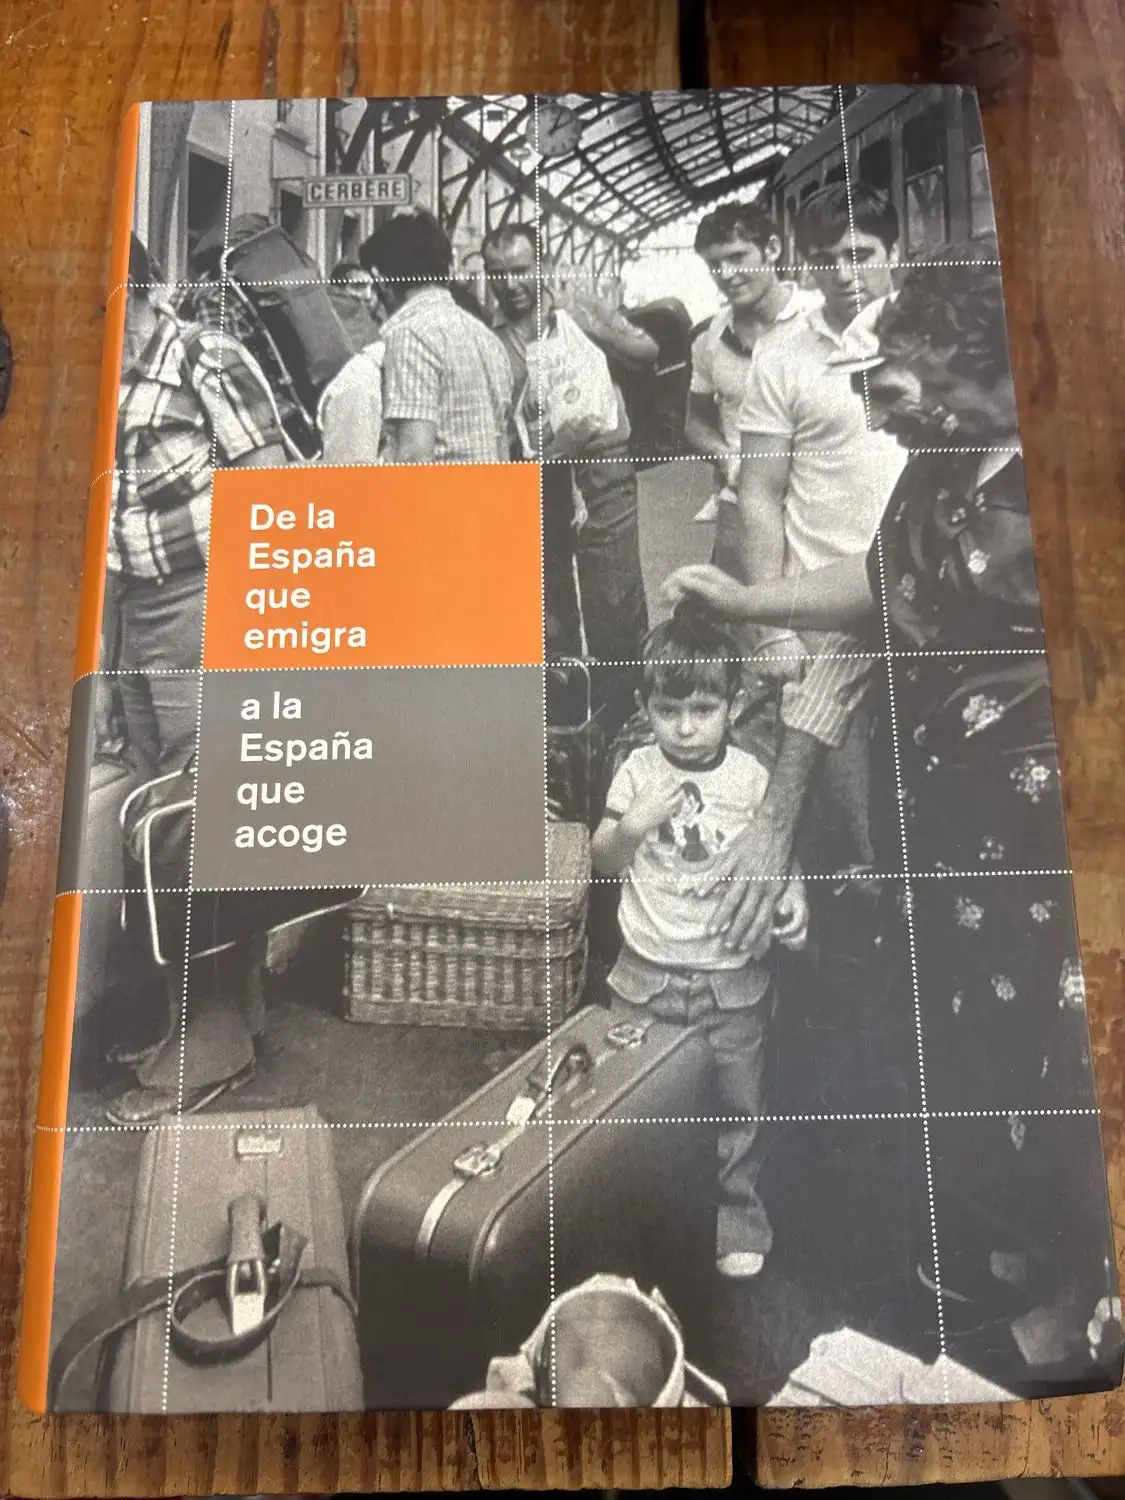 CERBERE
De la
España
que
emigra
a la
España
que
acoge